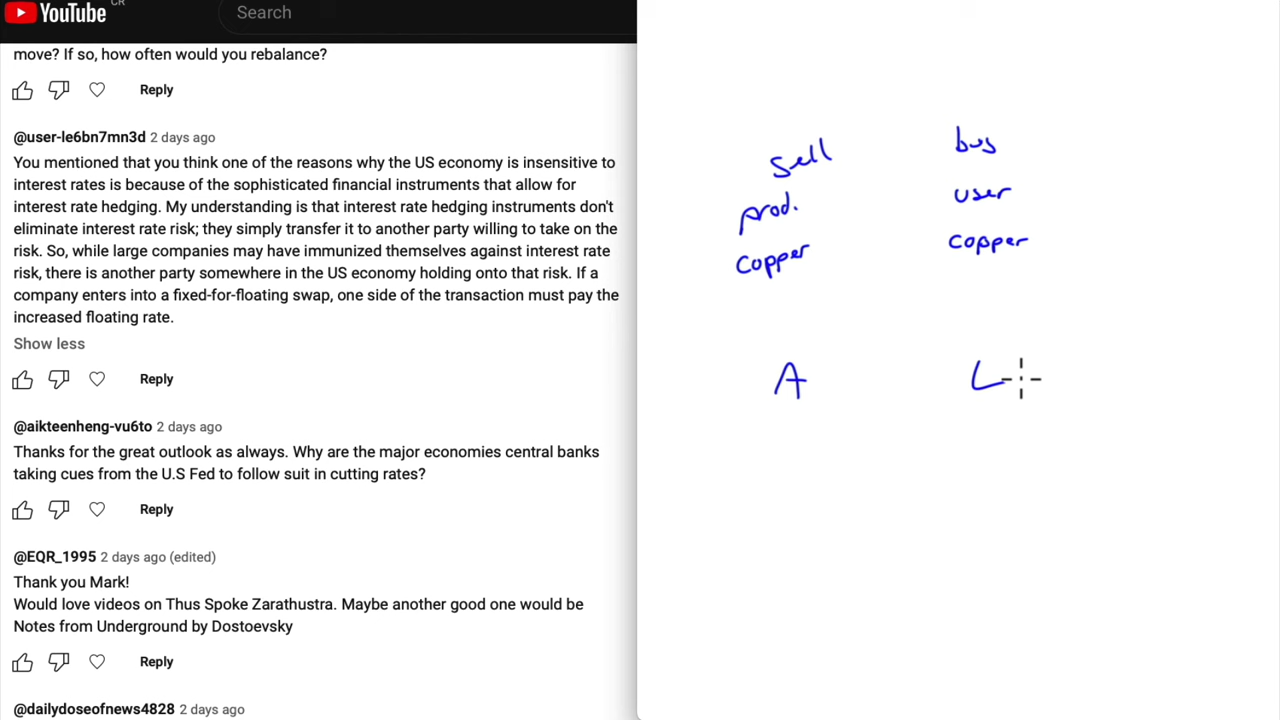 CR
YouTube
Search
move? If so, how often would you rebalance?
Reply
@user-le6bn7mn3d 2 days ago
You mentioned that you think one of the reasons why the US economy is insensitive to
interest rates is because of the sophisticated financial instruments that allow for
interest rate hedging. My understanding is that interest rate hedging instruments don't
eliminate interest rate risk; they simply transfer it to another party willing to take on the
risk. So, while large companies may have immunized themselves against interest rate
risk, there is another party somewhere in the US economy holding onto that risk. If a
company enters into a fixed-for-floating swap, one side of the transaction must pay the
increased floating rate.
Show less
Reply
@aikteenheng-vu6to 2 days ago
Thanks for the great outlook as always. Why are the major economies central banks
taking cues from the U.S Fed to follow suit in cutting rates?
Reply
@EQR_1995 2 days ago (edited)
Thank you Mark!
Would love videos on Thus Spoke Zarathustra. Maybe another good one would be
Notes from Underground by Dostoevsky
Reply
@dailydoseofnews4828 2 days ago
sell
prod.
copper
bus
user
copper
A
L